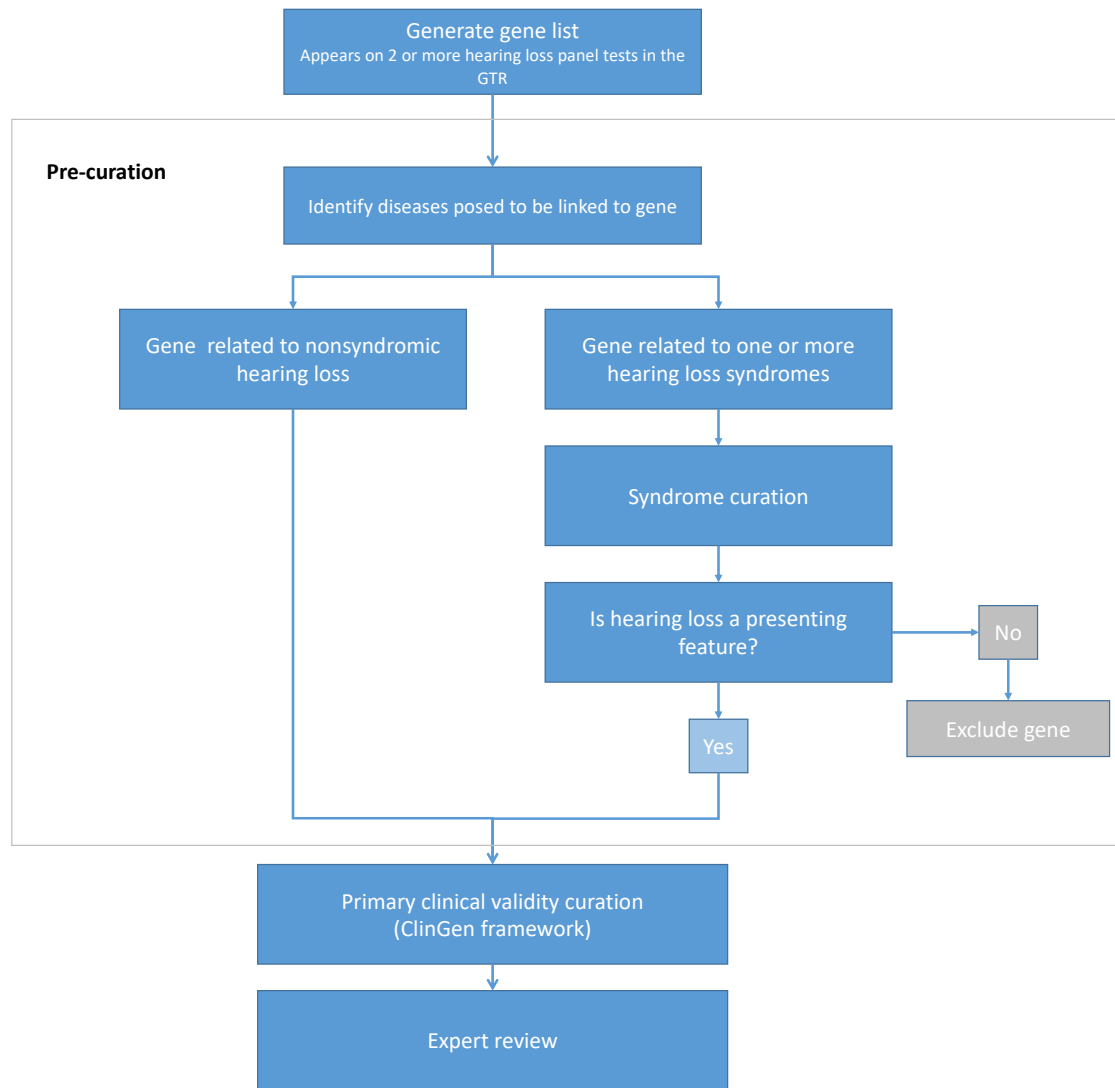 Generate gene list
Appears on 2 or more hearing loss panel tests in the
GTR
Pre-curation
Identify diseases posed to be linked to gene
Gene related to nonsyndromic
hearing loss
Gene related to one or more
hearing loss syndromes
Syndrome curation
Is hearing loss a presenting
feature?
No
Exclude gene
Yes
Primary clinical validity curation
(ClinGen framework)
Expert review